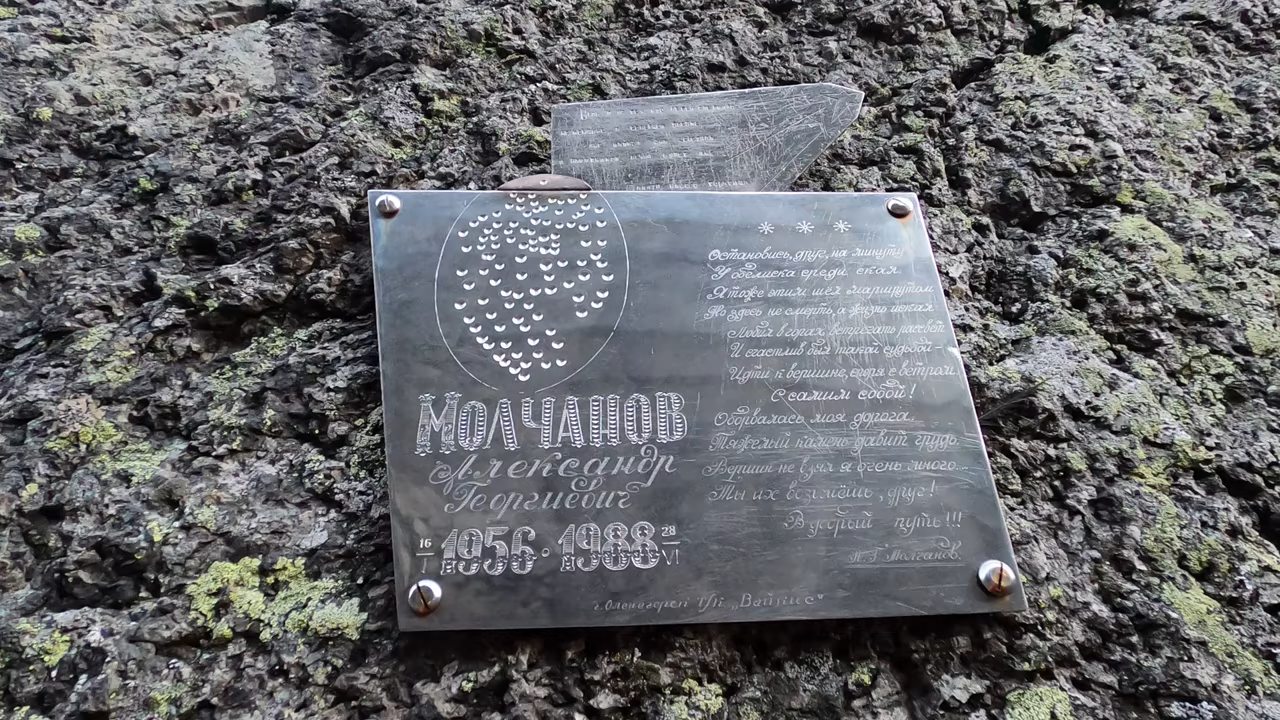 * * *
Остановись, друг, на минуту
У обелиска среди скал.
Я тоже этим шёл маршрутом
Но здесь не смерть, а жизнь искал.
Любил в горах встречать рассвет
И счастлив был такой судьбой -
Идти к вершине, споря с ветром
С самим собой!
Оборвалась моя дорога.
Тяжелый камень давит грудь.
Вершин не взял я очень много...
Ты их возьмёшь, друг!
В добрый путь!!!
Молчанов.
МОЛЧАНОВ
Александр
Георгиевич
16 I 1956 · 1988 28 VI
г. Оленегорск т/к „Вайкис"